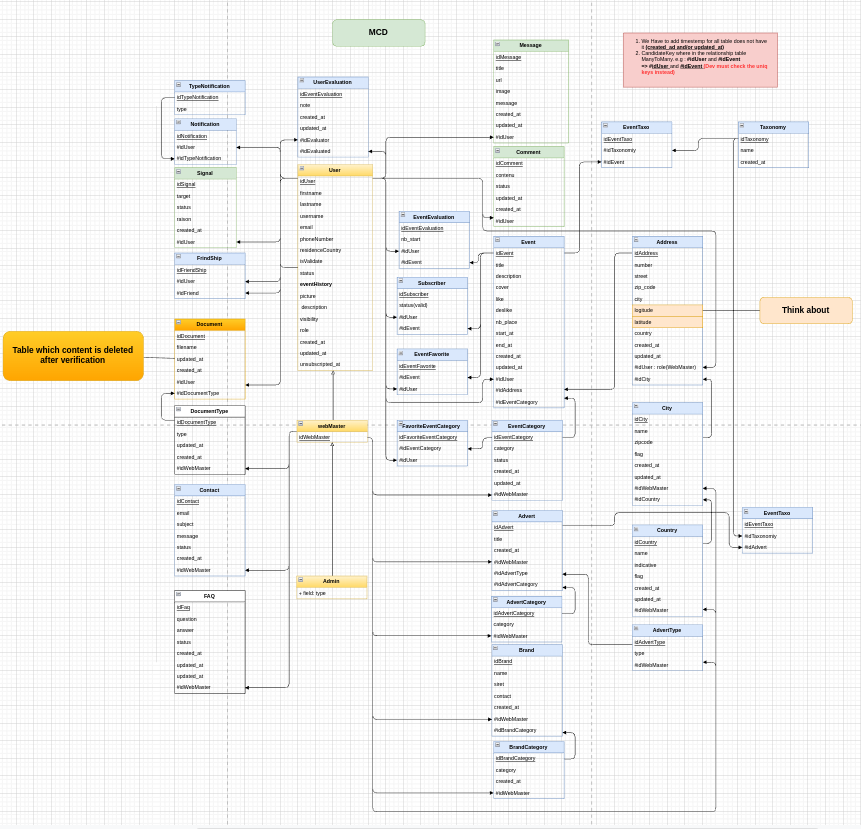 MCD
1. We Have to add timestemp for all table does not have it (created_ad and/or updated_at)
2. CandidateKey where in the relationship table
ManyToMany. e.g : #idUser and #idEvent
=> #idUser and #idEvent (Dev must check the uniq
keys instead)
TypeNotification
idTypeNotification
type
Notification
idNotification
#idUser
#idTypeNotification
Signal
idSignal
target
status
raison
created_at
#idUser
FrindShip
idFriendShip
#idUser
#idFriend
Document
idDocument
filename
updated_at
created_at
#idUser
#idDocumentType
Table which content is deleted
after verification
DocumentType
idDocumentType
type
updated_at
created_at
#idWebMaster
Contact
idContact
email
subject
message
status
created_at
#idWebMaster
FAQ
idFaq
question
answer
status
created_at
updated_at
updated_at
#idWebMaster
UserEvaluation
idEventEvaluation
note
created_at
updated_at
#idEvaluator
#idEvaluated
User
idUser
firstname
lastname
username
email
phoneNumber
residenceCountry
isValidate
status
eventHistory
picture
description
visibility
role
created_at
updated_at
unsubscripted_at
webMaster
idWebMaster
Admin
+ field: type
EventEvaluation
idEventEvaluation
nb_start
#idUser
#idEvent
Subscriber
idSubscriber
status(valid)
#idUser
#idEvent
EventFavorite
idEventFavorite
#idEvent
#idUser
FavoriteEventCategory
idFavoriteEventCategory
#idEventCategory
#idUser
Message
idMessage
title
url
image
message
created_at
updated_at
#idUser
Comment
idComment
contenu
status
updated_at
created_at
#idUser
Event
idEvent
title
description
cover
like
deslike
nb_place
start_at
end_at
created_at
updated_at
#idUser
#idAddress
#idEventCategory
EventCategory
idEventCategory
category
status
created_at
updated_at
#idWebMaster
Advert
idAdvert
title
created_at
#idWebMaster
#idAdvertType
#idAdvertCategory
AdvertCategory
idAdvertCategory
category
#idWebMaster
Brand
idBrand
name
siret
contact
created_at
#idWebMaster
#idBrandCategory
BrandCategory
idBrandCategory
category
created_at
#idWebMaster
EventTaxo
idEventTaxo
#idTaxonomiy
#idEvent
Taxonomy
idTaxonomy
name
created_at
Address
idAddress
number
street
zip_code
city
logitude
latitude
country
created_at
updated_at
#idUser : role(WebMaster)
#idCity
Think about
City
idCity
name
zipcode
flag
created_at
updated_at
#idWebMaster
#idCountry
Country
idCountry
name
indicative
flag
created_at
updated_at
#idWebMaster
AdvertType
idAdvertType
type
#idWebMaster
EventTaxo
idEventTaxo
#idTaxonomiy
#idAdvert